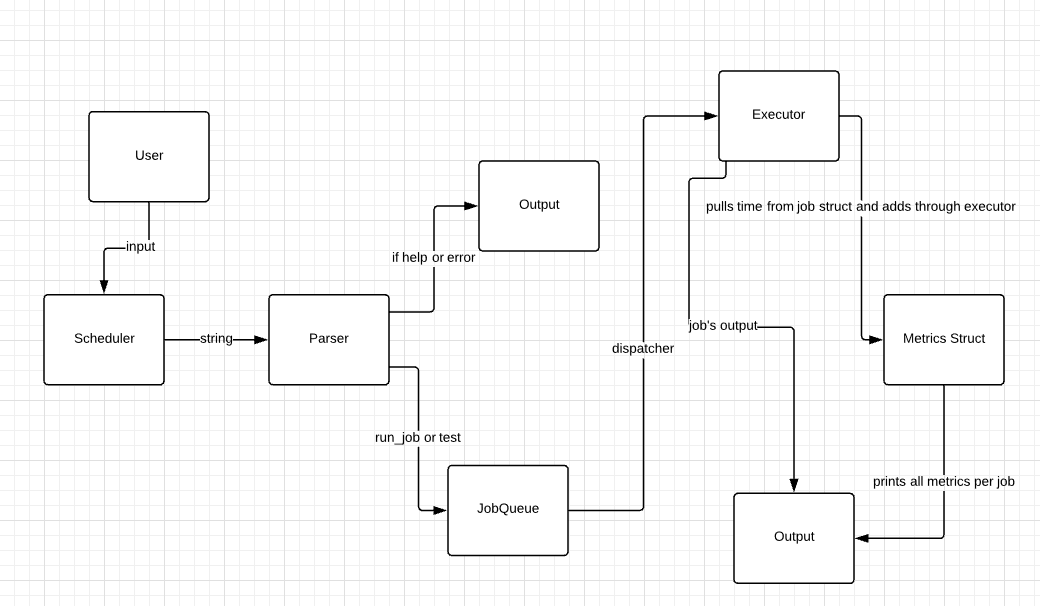 User
input
Scheduler
string
Parser
if help or error
Output
run_job or test
JobQueue
dispatcher
Executor
pulls time from job struct and adds through executor
job's output
Metrics Struct
prints all metrics per job
Output